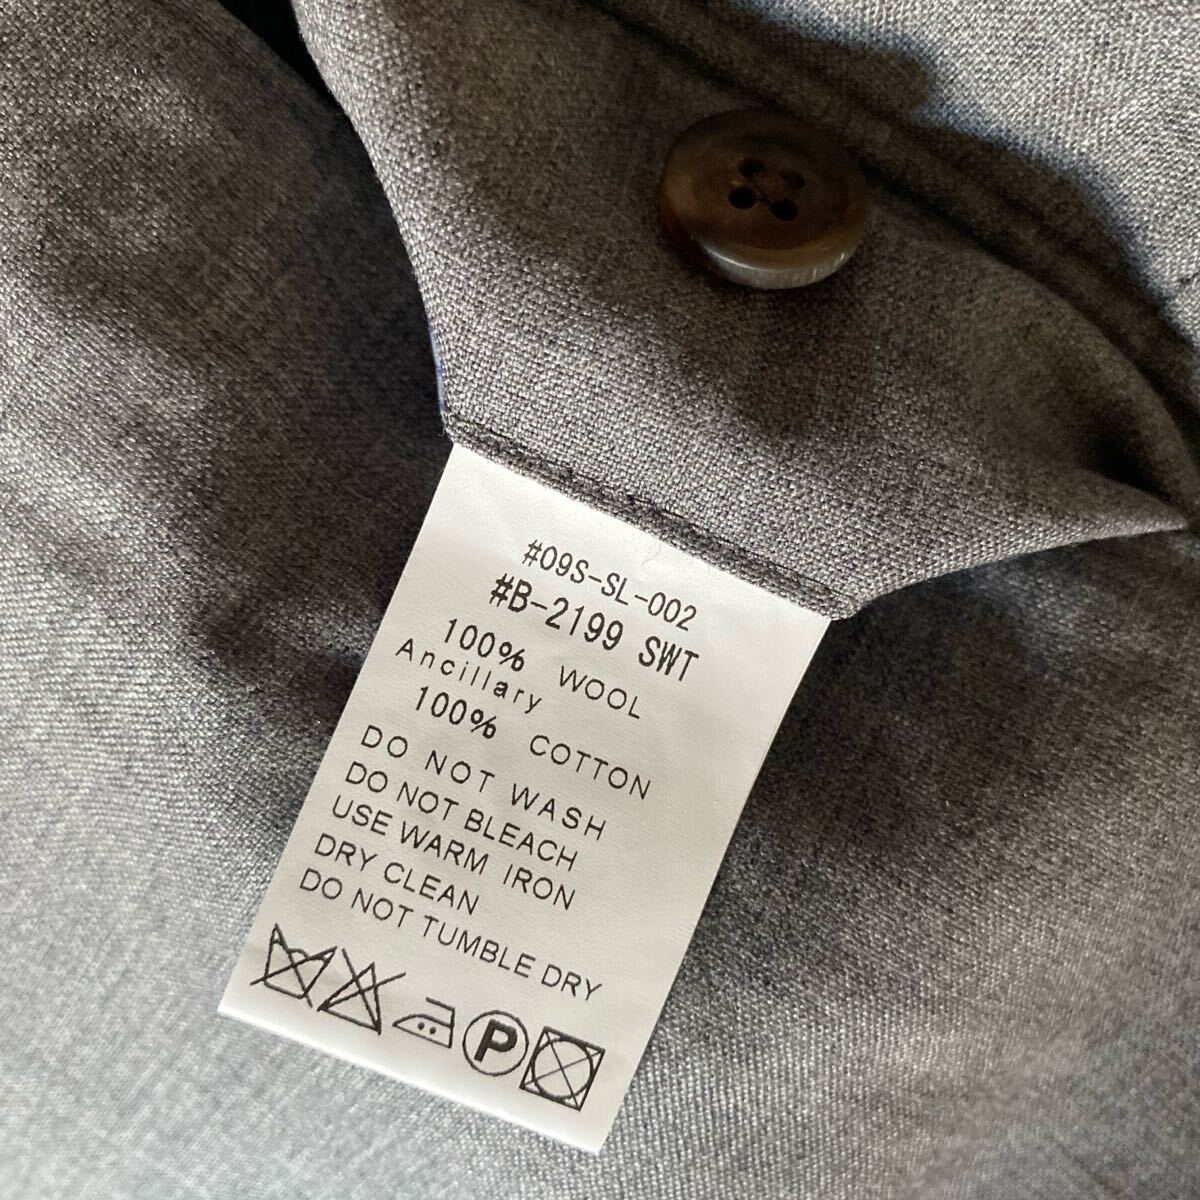 #09S-SL-002
#B-2199 SWT
100% WOOL
Ancillary
100% COTTON
DO NOT WASH
DO NOT BLEACH
USE WARM IRON
DRY CLEAN
DO NOT TUMBLE DRY
P